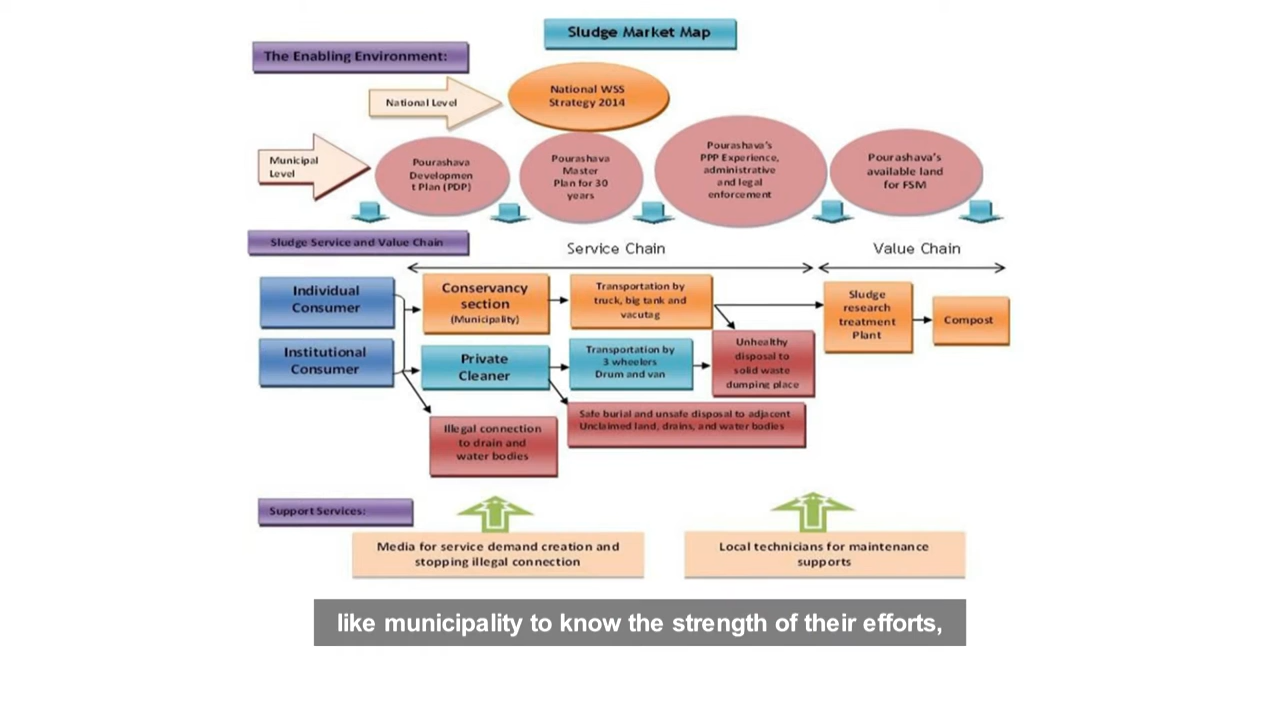 Sludge Market Map
The Enabling Environment:
National Level
National WSS
Strategy 2014
Municipal
Level
Pourashava
Developmen
t Plan (PDP)
Pourashava
Master
Plan for 30
years
Pourashava's
PPP Experience,
administrative
and legal
enforcement
Pourashava's
available land
for FSM
Sludge Service and Value Chain
Service Chain
Value Chain
Individual
Consumer
Conservancy
section
(Municipality)
Transportation by
truck, big tank and
vacutag
Sludge
research
treatment
Plant
Compost
Institutional
Consumer
Private
Cleaner
Transportation by
3 wheelers
Drum and van
Unhealthy
disposal to
solid waste
dumping place
Illegal connection
to drain and
water bodies
Safe burial and unsafe disposal to adjacent
Unclaimed land, drains, and water bodies
Support Services:
Media for service demand creation and
stopping illegal connection
Local technicians for maintenance
supports
like municipality to know the strength of their efforts,